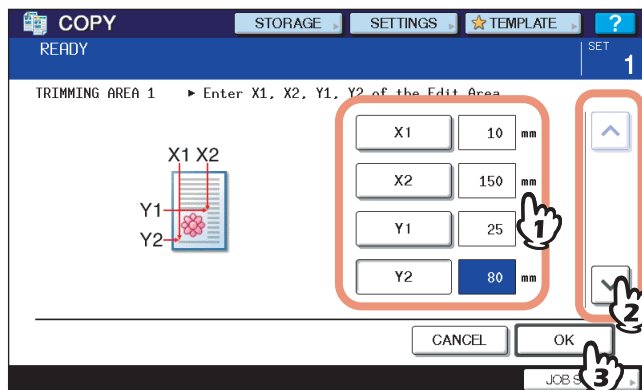 COPY STORAGE SETTINGS TEMPLATE ?
READY SET
1
TRIMMING AREA 1 ► Enter X1, X2, Y1, Y2 of the Edit Area
X1 10 mm
X1 X2
X2 150 mm
Y1
Y1 25
1
Y2
Y2 80 mm
2
CANCEL OK
3
JOB S